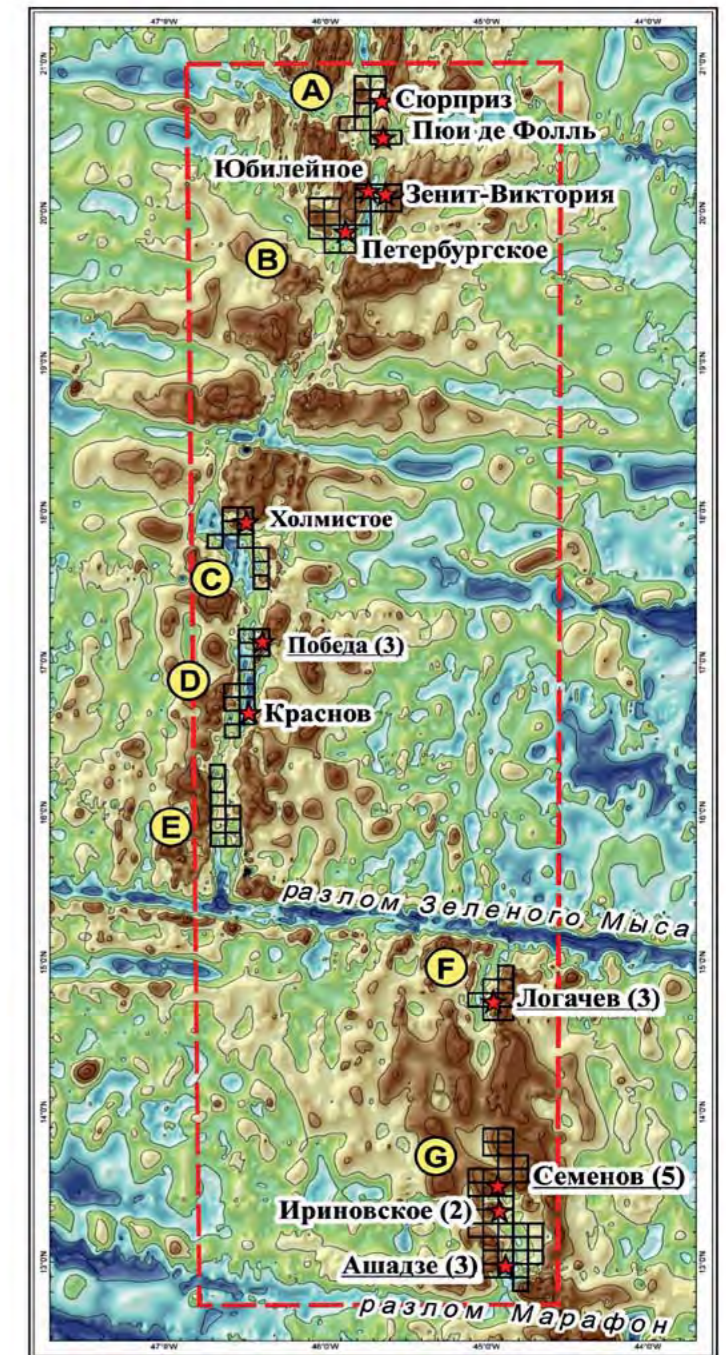 47°0'W 46°0'W 45°0'W 44°0'W
21°0'N
A
Сюрприз
Пюи де Фолль
Юбилейное
Зенит-Виктория
20°0'N
Петербургское
B
19°0'N
18°0'N
Холмистое
C
Победа (3)
17°0'N
D
Краснов
16°0'N
E
разлом Зеленого Мыса
15°0'N
F
Логачев (3)
14°0'N
G
Семенов (5)
Ириновское (2)
13°0'N
Ашадзе (3)
разлом Марафон
47°0'W 46°0'W 45°0'W 44°0'W